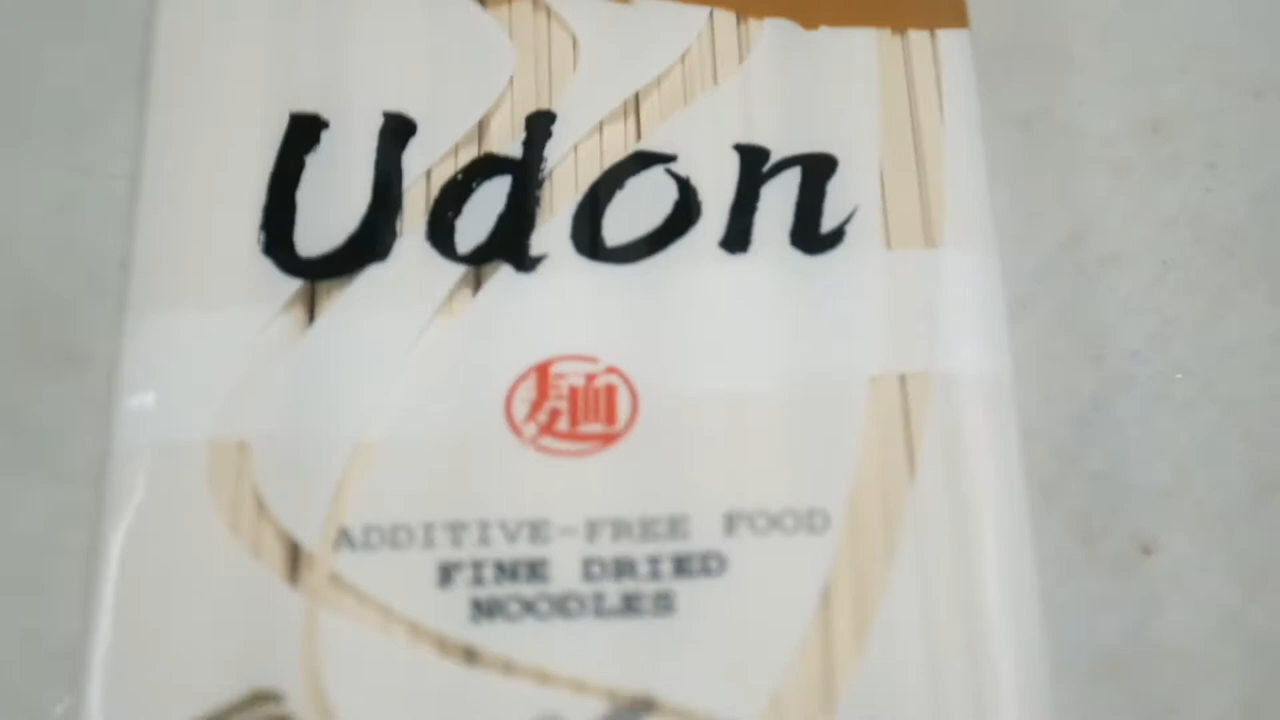 Udon
麺
ADDITIVE-FREE FOOD
FINE DRIED
NOODLES